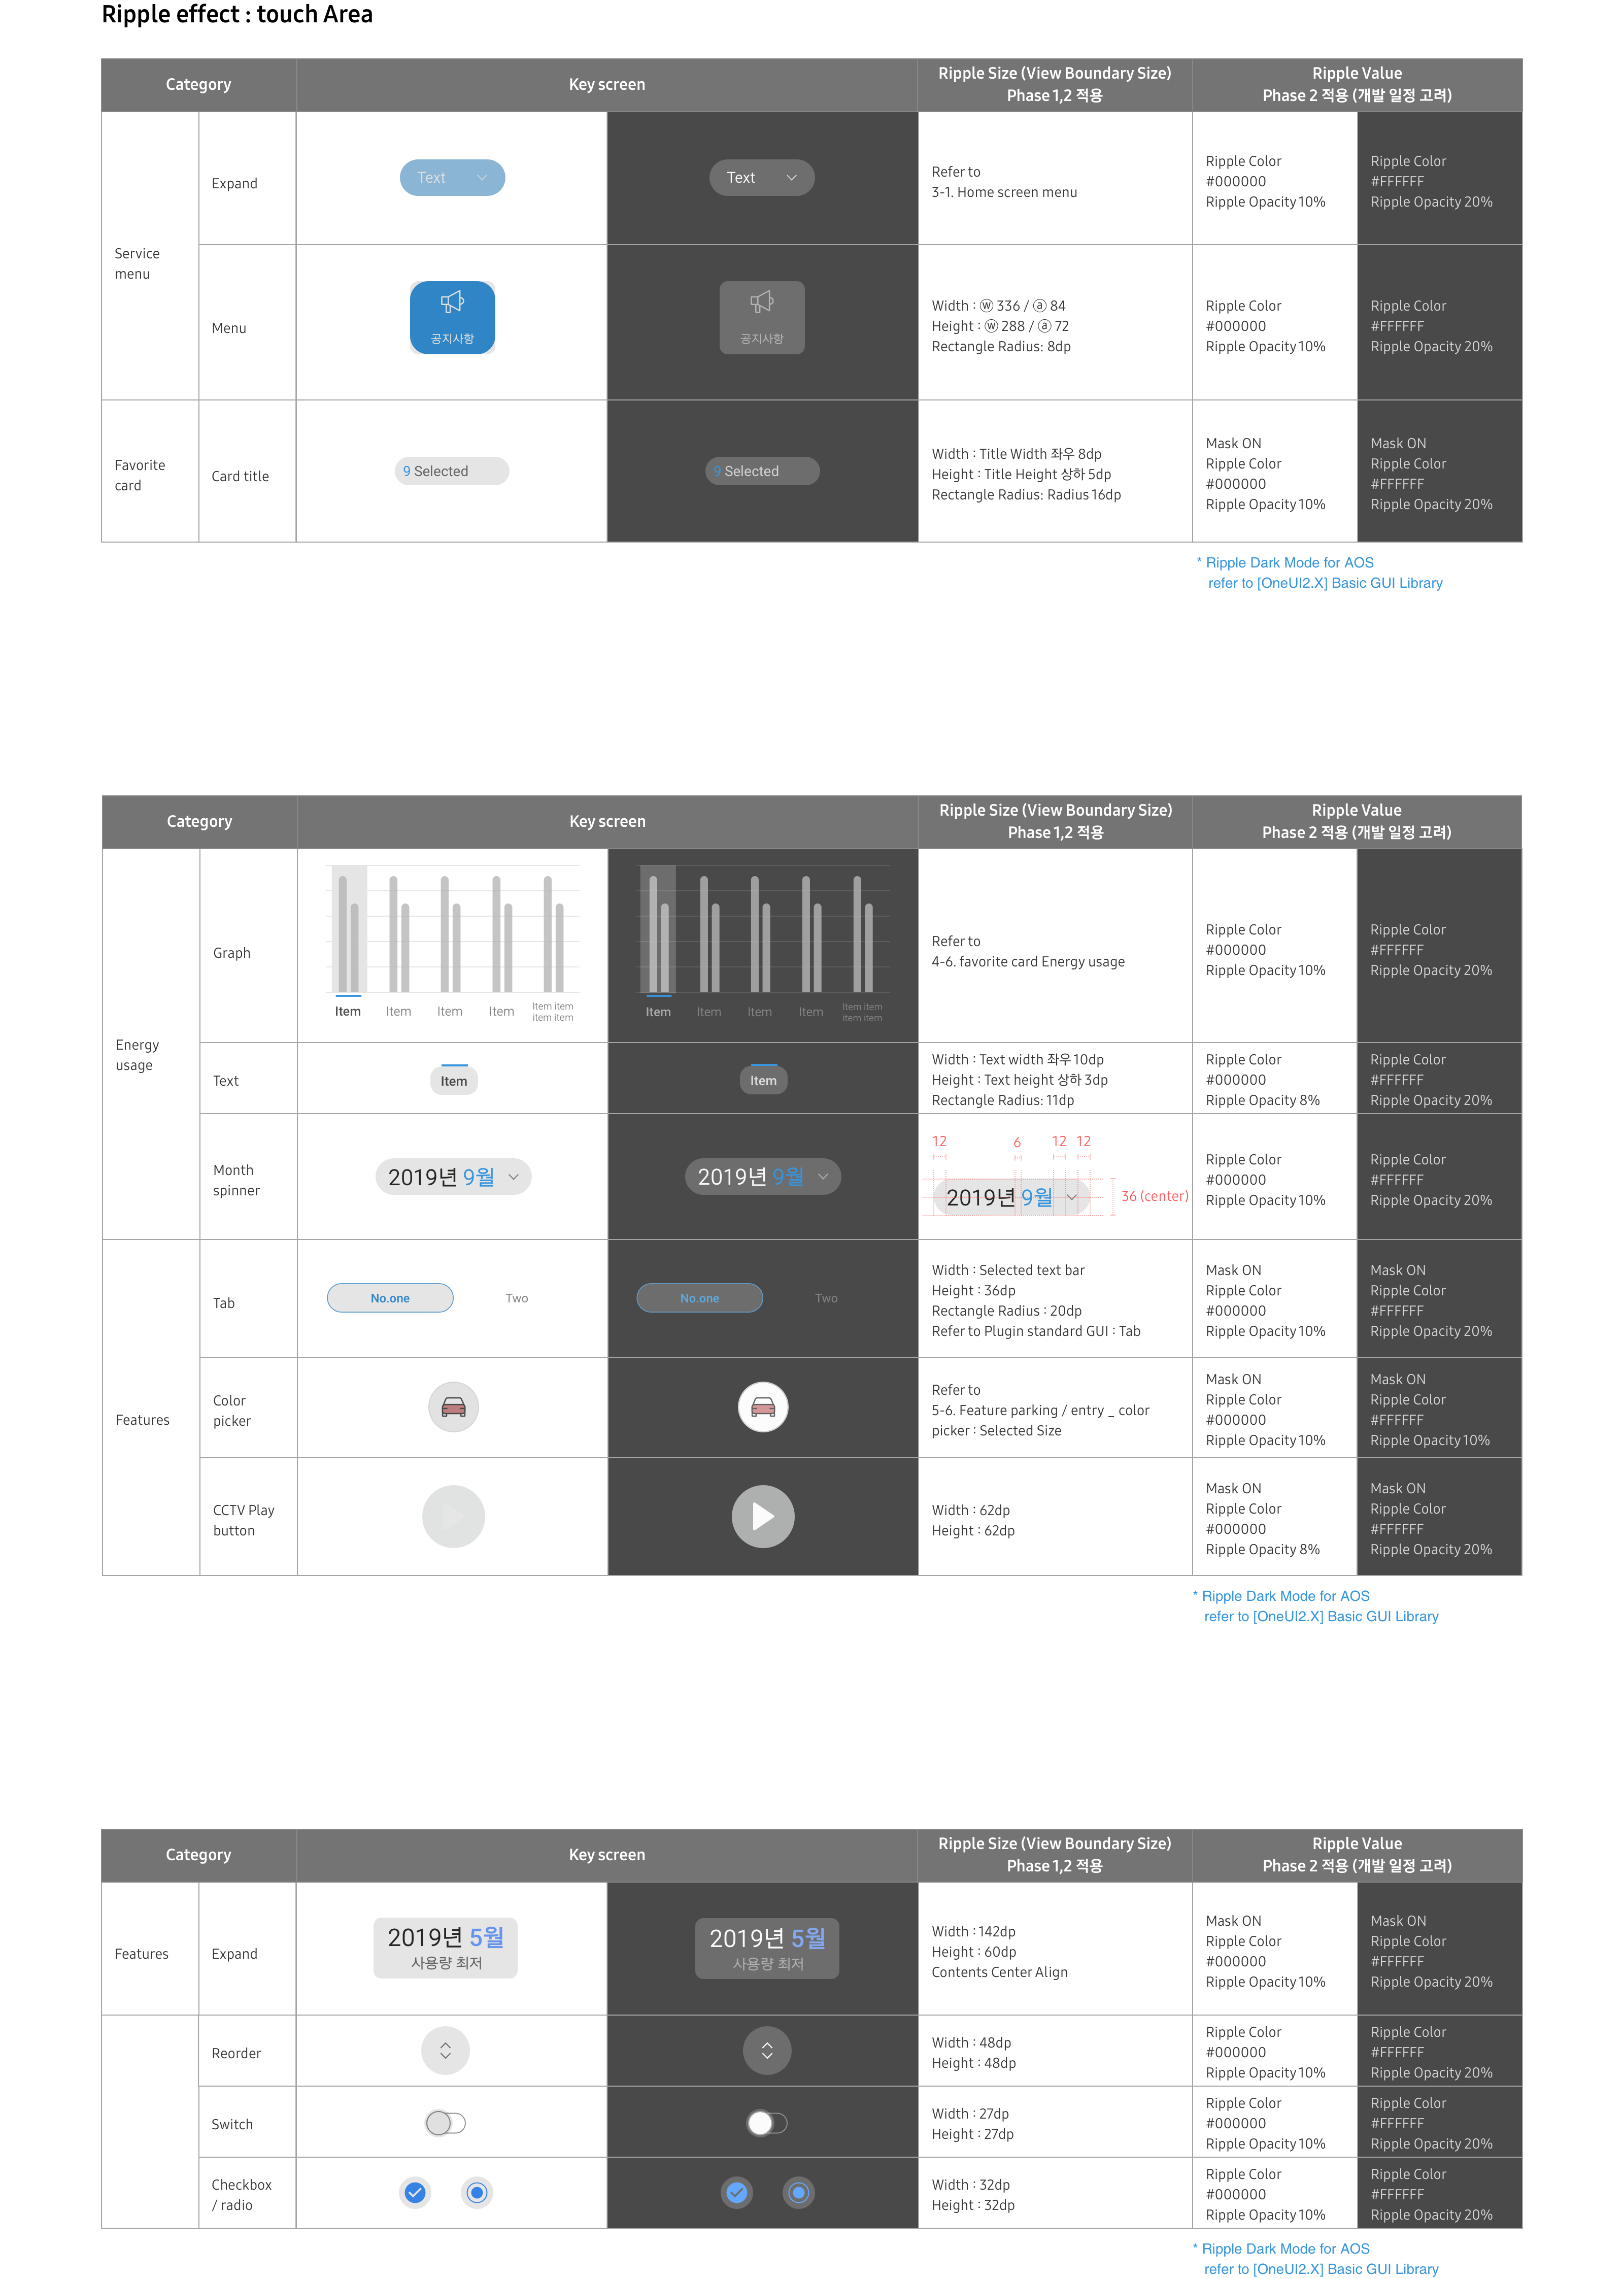 Ripple effect : touch Area
Category
Key screen
Ripple Size (View Boundary Size)
Phase 1,2 적용
Ripple Value
Phase 2 적용 (개발 일정 고려)
Service
menu
Expand
Text
Text
Refer to
3-1. Home screen menu
Ripple Color
#000000
Ripple Opacity 10%
Ripple Color
#FFFFFF
Ripple Opacity 20%
Menu
공지사항
공지사항
Width : ⓦ 336 / ⓐ 84
Height : ⓦ 288 / ⓐ 72
Rectangle Radius: 8dp
Ripple Color
#000000
Ripple Opacity 10%
Ripple Color
#FFFFFF
Ripple Opacity 20%
Favorite
card
Card title
9 Selected
9 Selected
Width : Title Width 좌우 8dp
Height : Title Height 상하 5dp
Rectangle Radius: Radius 16dp
Mask ON
Ripple Color
#000000
Ripple Opacity 10%
Mask ON
Ripple Color
#FFFFFF
Ripple Opacity 20%
* Ripple Dark Mode for AOS
refer to [OneUI2.X] Basic GUI Library
Category
Key screen
Ripple Size (View Boundary Size)
Phase 1,2 적용
Ripple Value
Phase 2 적용 (개발 일정 고려)
Energy
usage
Graph
Item
Item
Item
Item
Item item
item item
Item
Item
Item
Item
Item item
item item
Refer to
4-6. favorite card Energy usage
Ripple Color
#000000
Ripple Opacity 10%
Ripple Color
#FFFFFF
Ripple Opacity 20%
Text
Item
Item
Width : Text width 좌우 10dp
Height : Text height 상하 3dp
Rectangle Radius: 11dp
Ripple Color
#000000
Ripple Opacity 8%
Ripple Color
#FFFFFF
Ripple Opacity 20%
Month
spinner
2019년 9월
2019년 9월
12 6 12 12
2019년 9월
36 (center)
Ripple Color
#000000
Ripple Opacity 10%
Ripple Color
#FFFFFF
Ripple Opacity 20%
Features
Tab
No.one
Two
No.one
Two
Width : Selected text bar
Height : 36dp
Rectangle Radius : 20dp
Refer to Plugin standard GUI : Tab
Mask ON
Ripple Color
#000000
Ripple Opacity 10%
Mask ON
Ripple Color
#FFFFFF
Ripple Opacity 20%
Color
picker
Refer to
5-6. Feature parking / entry _ color
picker : Selected Size
Mask ON
Ripple Color
#000000
Ripple Opacity 10%
Mask ON
Ripple Color
#FFFFFF
Ripple Opacity 10%
CCTV Play
button
Width : 62dp
Height : 62dp
Mask ON
Ripple Color
#000000
Ripple Opacity 8%
Mask ON
Ripple Color
#FFFFFF
Ripple Opacity 20%
* Ripple Dark Mode for AOS
refer to [OneUI2.X] Basic GUI Library
Category
Key screen
Ripple Size (View Boundary Size)
Phase 1,2 적용
Ripple Value
Phase 2 적용 (개발 일정 고려)
Features
Expand
2019년 5월
사용량 최저
2019년 5월
사용량 최저
Width : 142dp
Height : 60dp
Contents Center Align
Mask ON
Ripple Color
#000000
Ripple Opacity 10%
Mask ON
Ripple Color
#FFFFFF
Ripple Opacity 20%
Reorder
Width : 48dp
Height : 48dp
Ripple Color
#000000
Ripple Opacity 10%
Ripple Color
#FFFFFF
Ripple Opacity 20%
Switch
Width : 27dp
Height : 27dp
Ripple Color
#000000
Ripple Opacity 10%
Ripple Color
#FFFFFF
Ripple Opacity 20%
Checkbox
/ radio
Width : 32dp
Height : 32dp
Ripple Color
#000000
Ripple Opacity 10%
Ripple Color
#FFFFFF
Ripple Opacity 20%
* Ripple Dark Mode for AOS
refer to [OneUI2.X] Basic GUI Library